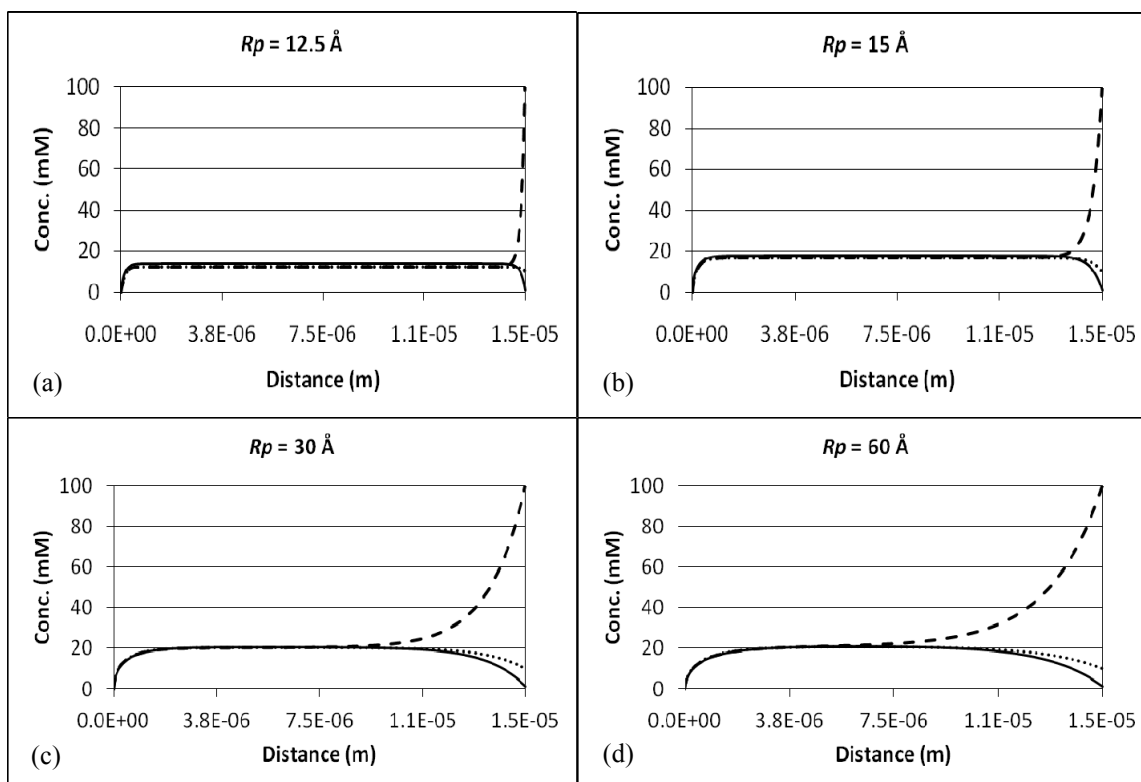 Rp = 12.5 Å
Conc. (mM)
100
80
60
40
20
0
0.0E+00 3.8E-06 7.5E-06 1.1E-05 1.5E-05
Distance (m)
(a)
Rp = 15 Å
Conc. (mM)
100
80
60
40
20
0
0.0E+00 3.8E-06 7.5E-06 1.1E-05 1.5E-05
Distance (m)
(b)
Rp = 30 Å
Conc. (mM)
100
80
60
40
20
0
0.0E+00 3.8E-06 7.5E-06 1.1E-05 1.5E-05
Distance (m)
(c)
Rp = 60 Å
Conc. (mM)
100
80
60
40
20
0
0.0E+00 3.8E-06 7.5E-06 1.1E-05 1.5E-05
Distance (m)
(d)